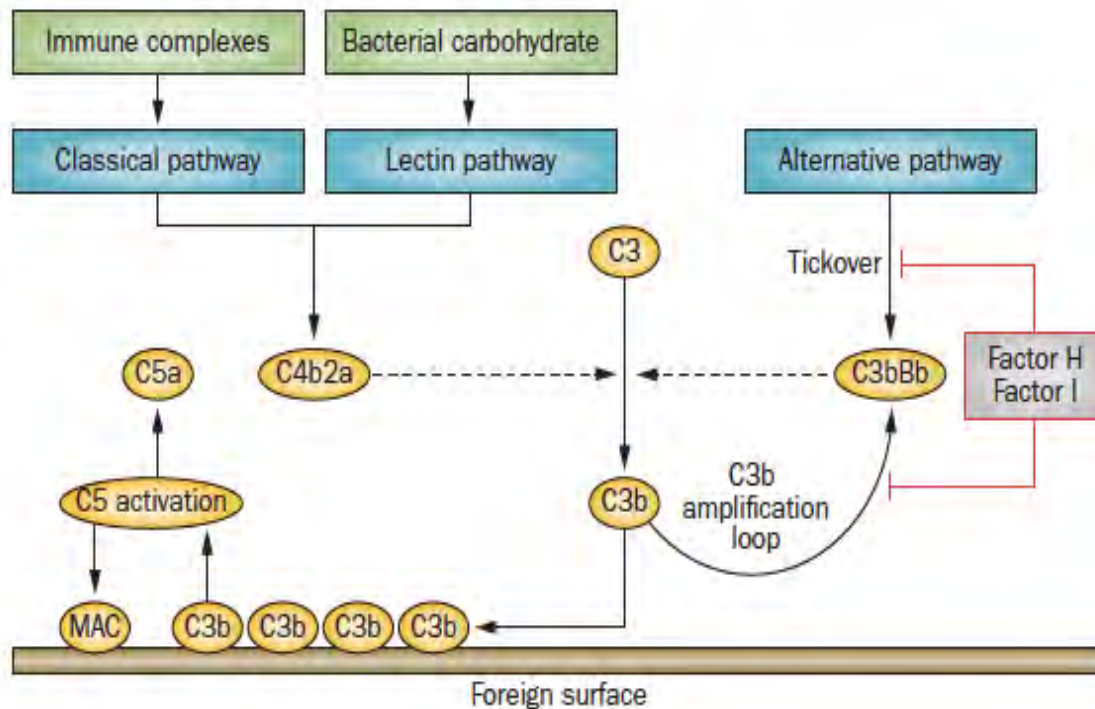 Immune complexes
Bacterial carbohydrate
Classical pathway
Lectin pathway
Alternative pathway
C3
Tickover
C5a
C4b2a
C3bBb
Factor H
Factor I
C5 activation
C3b
C3b
amplification
loop
MAC
C3b
C3b
C3b
C3b
Foreign surface